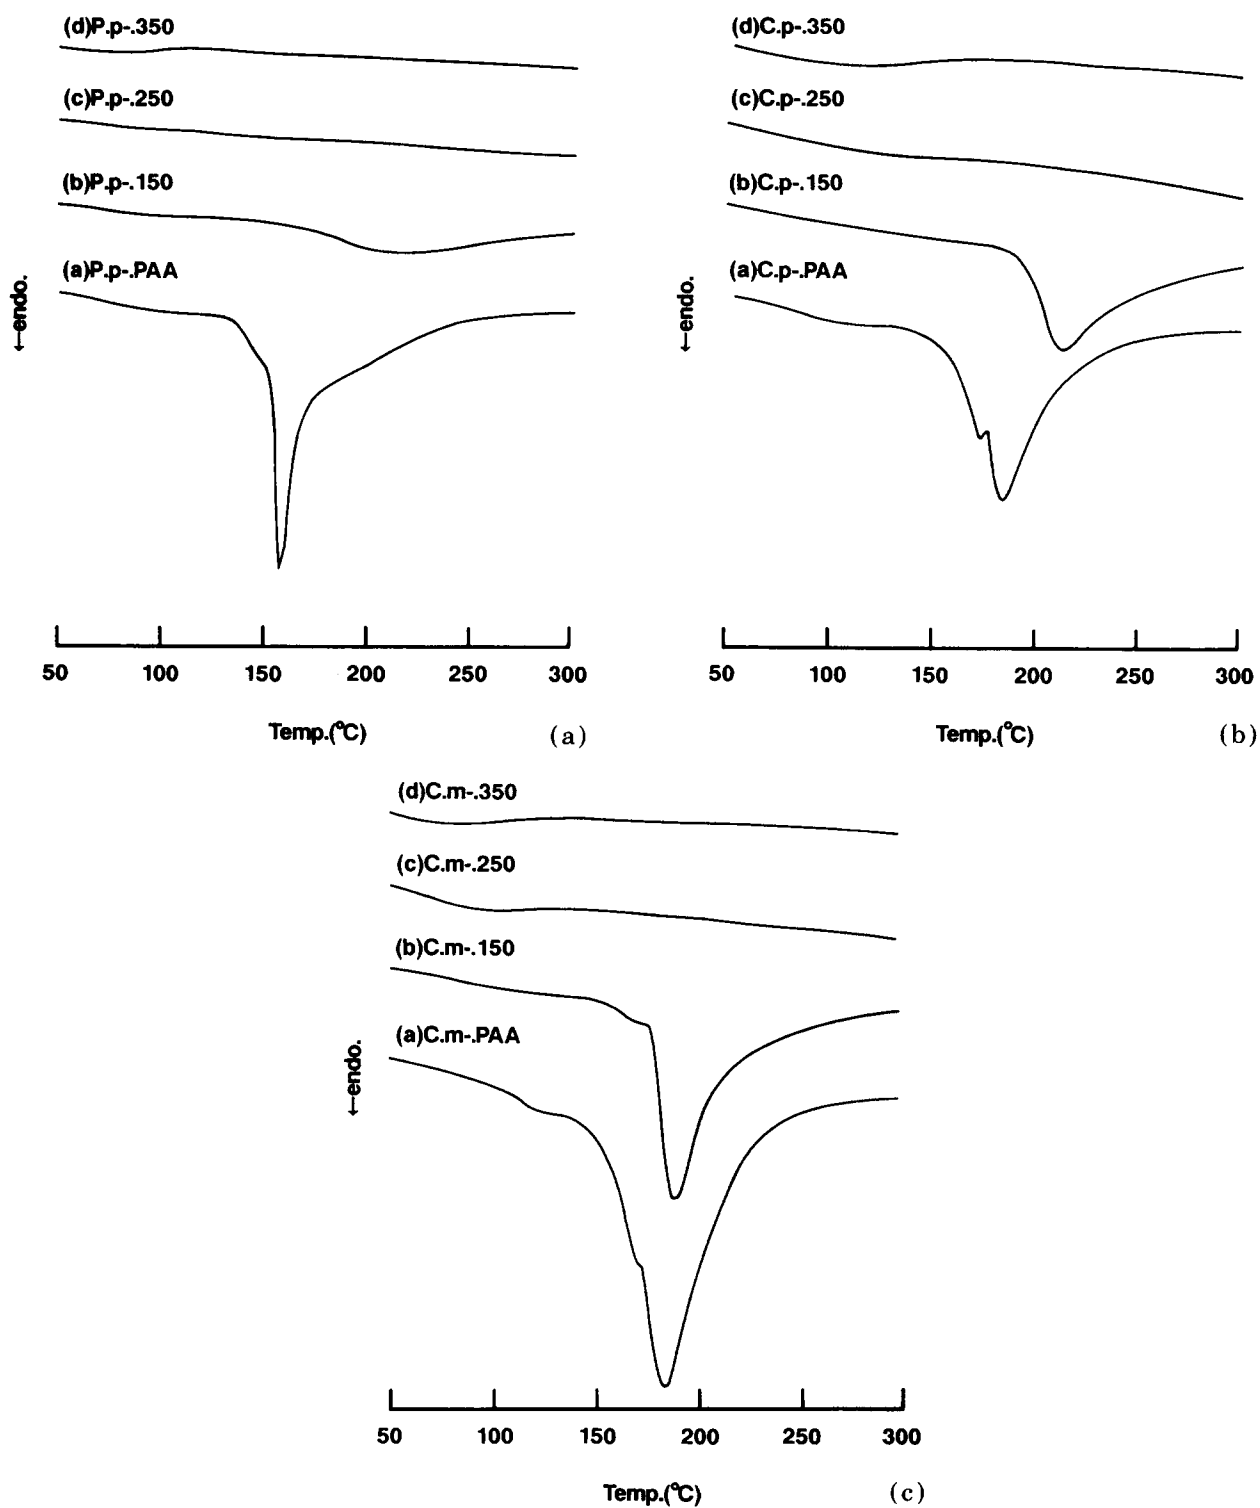 (d)P.p-.350
(c)P.p-.250
(b)P.p-.150
(a)P.p-.PAA
←endo.
50 100 150 200 250 300
Temp.(°C)
(a)
(d)C.p-.350
(c)C.p-.250
(b)C.p-.150
(a)C.p-.PAA
←endo.
50 100 150 200 250 300
Temp.(°C)
(b)
(d)C.m-.350
(c)C.m-.250
(b)C.m-.150
(a)C.m-.PAA
←endo.
50 100 150 200 250 300
Temp.(°C)
(c)